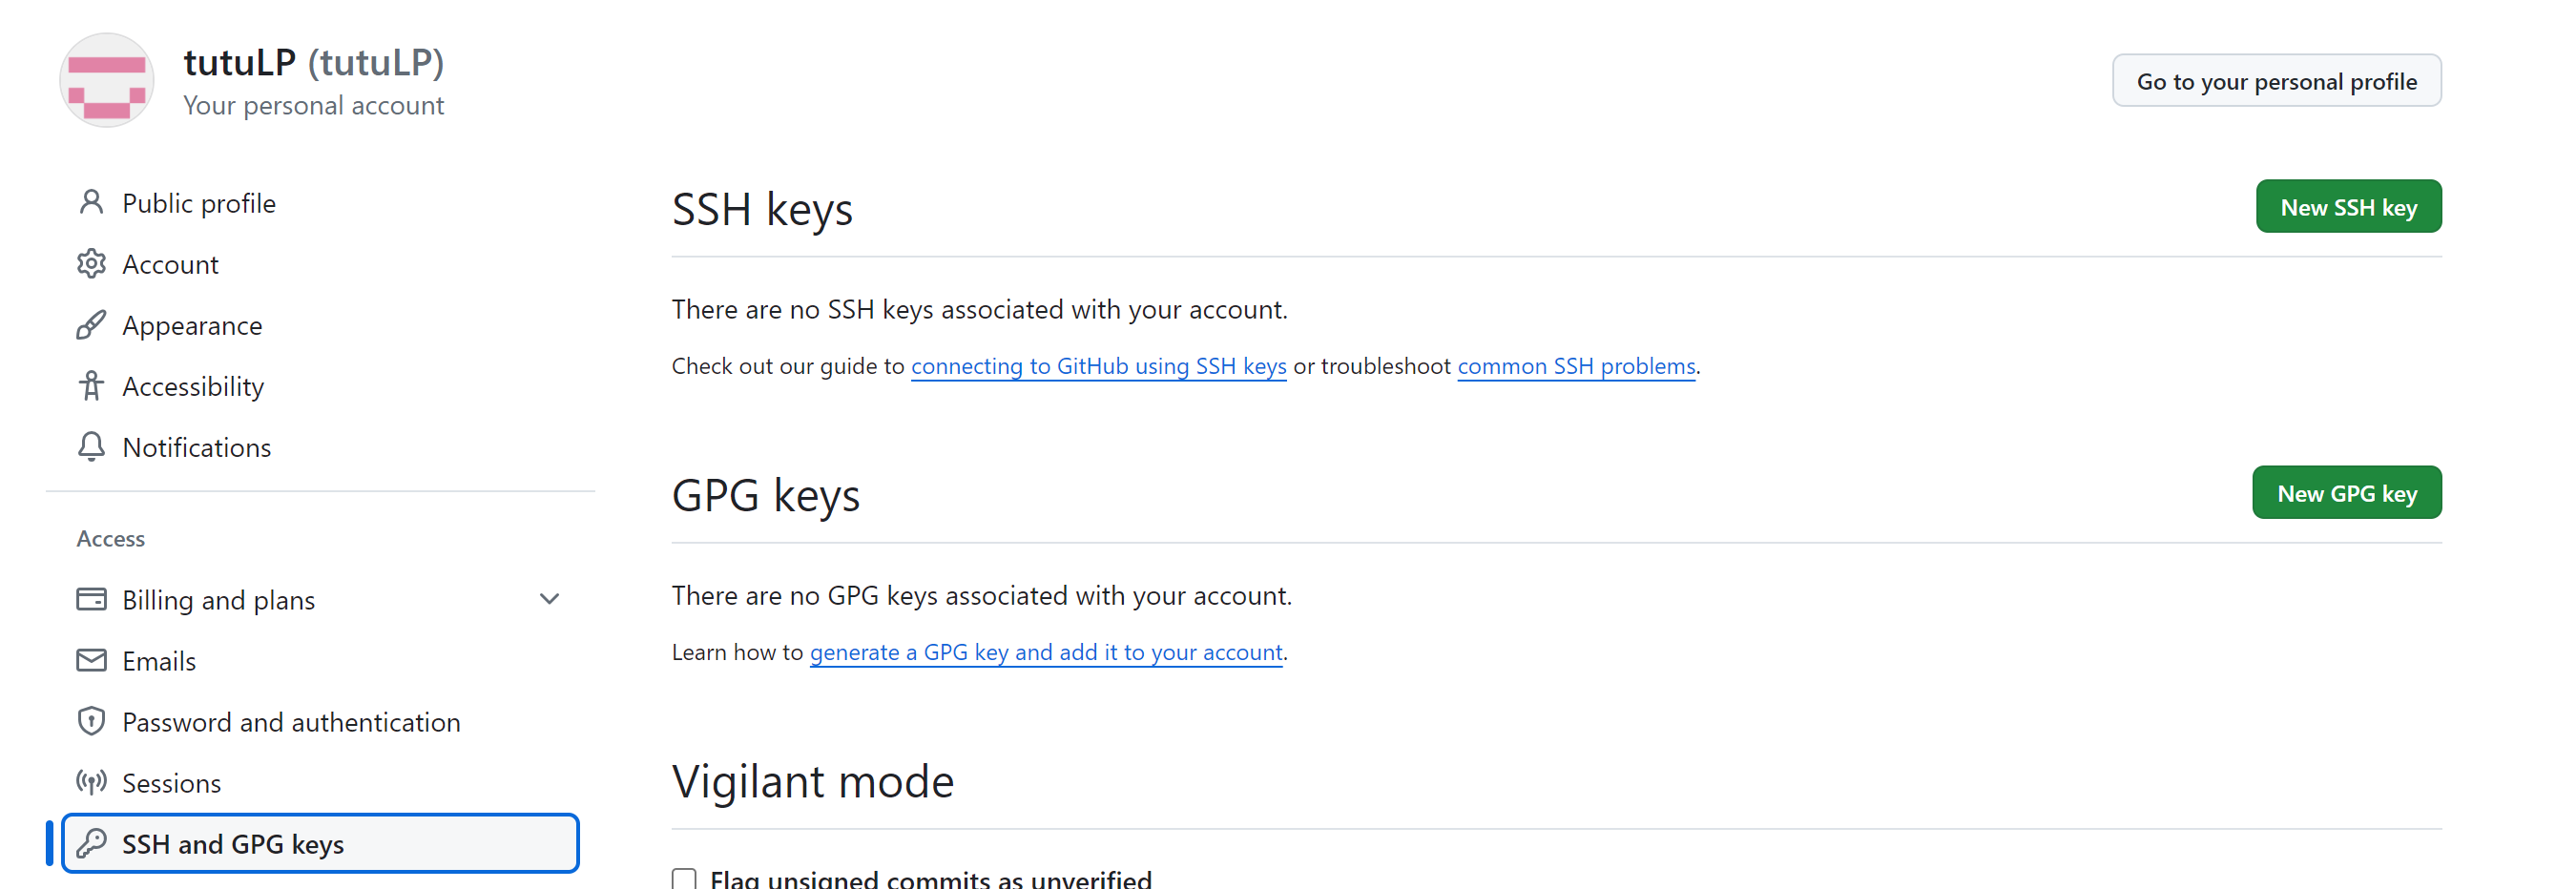 tutuLP (tutuLP)
Your personal account
Go to your personal profile
Public profile
Account
Appearance
Accessibility
Notifications
Access
Billing and plans
Emails
Password and authentication
Sessions
SSH and GPG keys
SSH keys
New SSH key
There are no SSH keys associated with your account.
Check out our guide to connecting to GitHub using SSH keys or troubleshoot common SSH problems.
GPG keys
New GPG key
There are no GPG keys associated with your account.
Learn how to generate a GPG key and add it to your account.
Vigilant mode
Flag unsigned commits as unverified